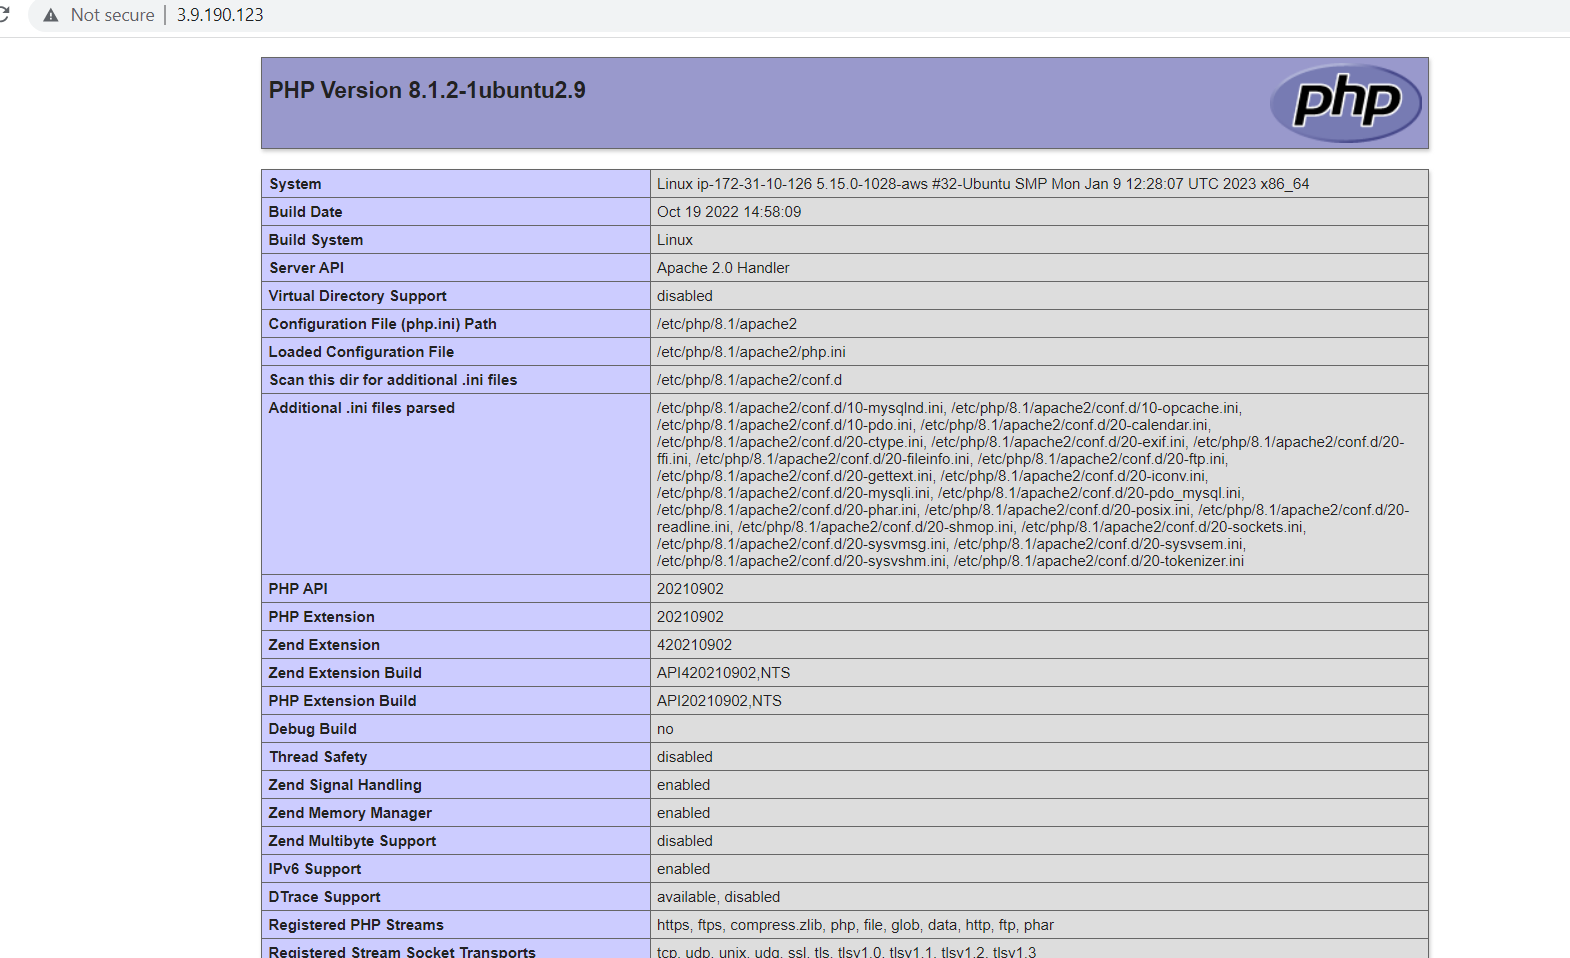 Not secure | 3.9.190.123
PHP Version 8.1.2-1ubuntu2.9
php
System Linux ip-172-31-10-126 5.15.0-1028-aws #32-Ubuntu SMP Mon Jan 9 12:28:07 UTC 2023 x86_64
Build Date Oct 19 2022 14:58:09
Build System Linux
Server API Apache 2.0 Handler
Virtual Directory Support disabled
Configuration File (php.ini) Path /etc/php/8.1/apache2
Loaded Configuration File /etc/php/8.1/apache2/php.ini
Scan this dir for additional .ini files /etc/php/8.1/apache2/conf.d
Additional .ini files parsed /etc/php/8.1/apache2/conf.d/10-mysqlnd.ini, /etc/php/8.1/apache2/conf.d/10-opcache.ini,
/etc/php/8.1/apache2/conf.d/10-pdo.ini, /etc/php/8.1/apache2/conf.d/20-calendar.ini,
/etc/php/8.1/apache2/conf.d/20-ctype.ini, /etc/php/8.1/apache2/conf.d/20-exif.ini, /etc/php/8.1/apache2/conf.d/20-
ffi.ini, /etc/php/8.1/apache2/conf.d/20-fileinfo.ini, /etc/php/8.1/apache2/conf.d/20-ftp.ini,
/etc/php/8.1/apache2/conf.d/20-gettext.ini, /etc/php/8.1/apache2/conf.d/20-iconv.ini,
/etc/php/8.1/apache2/conf.d/20-mysqli.ini, /etc/php/8.1/apache2/conf.d/20-pdo_mysql.ini,
/etc/php/8.1/apache2/conf.d/20-phar.ini, /etc/php/8.1/apache2/conf.d/20-posix.ini, /etc/php/8.1/apache2/conf.d/20-
readline.ini, /etc/php/8.1/apache2/conf.d/20-shmop.ini, /etc/php/8.1/apache2/conf.d/20-sockets.ini,
/etc/php/8.1/apache2/conf.d/20-sysvmsg.ini, /etc/php/8.1/apache2/conf.d/20-sysvsem.ini,
/etc/php/8.1/apache2/conf.d/20-sysvshm.ini, /etc/php/8.1/apache2/conf.d/20-tokenizer.ini
PHP API 20210902
PHP Extension 20210902
Zend Extension 420210902
Zend Extension Build API420210902,NTS
PHP Extension Build API20210902,NTS
Debug Build no
Thread Safety disabled
Zend Signal Handling enabled
Zend Memory Manager enabled
Zend Multibyte Support disabled
IPv6 Support enabled
DTrace Support available, disabled
Registered PHP Streams https, ftps, compress.zlib, php, file, glob, data, http, ftp, phar
Registered Stream Socket Transports tcp, udp, unix, udg, ssl, tls, tlsv1.0, tlsv1.1, tlsv1.2, tlsv1.3